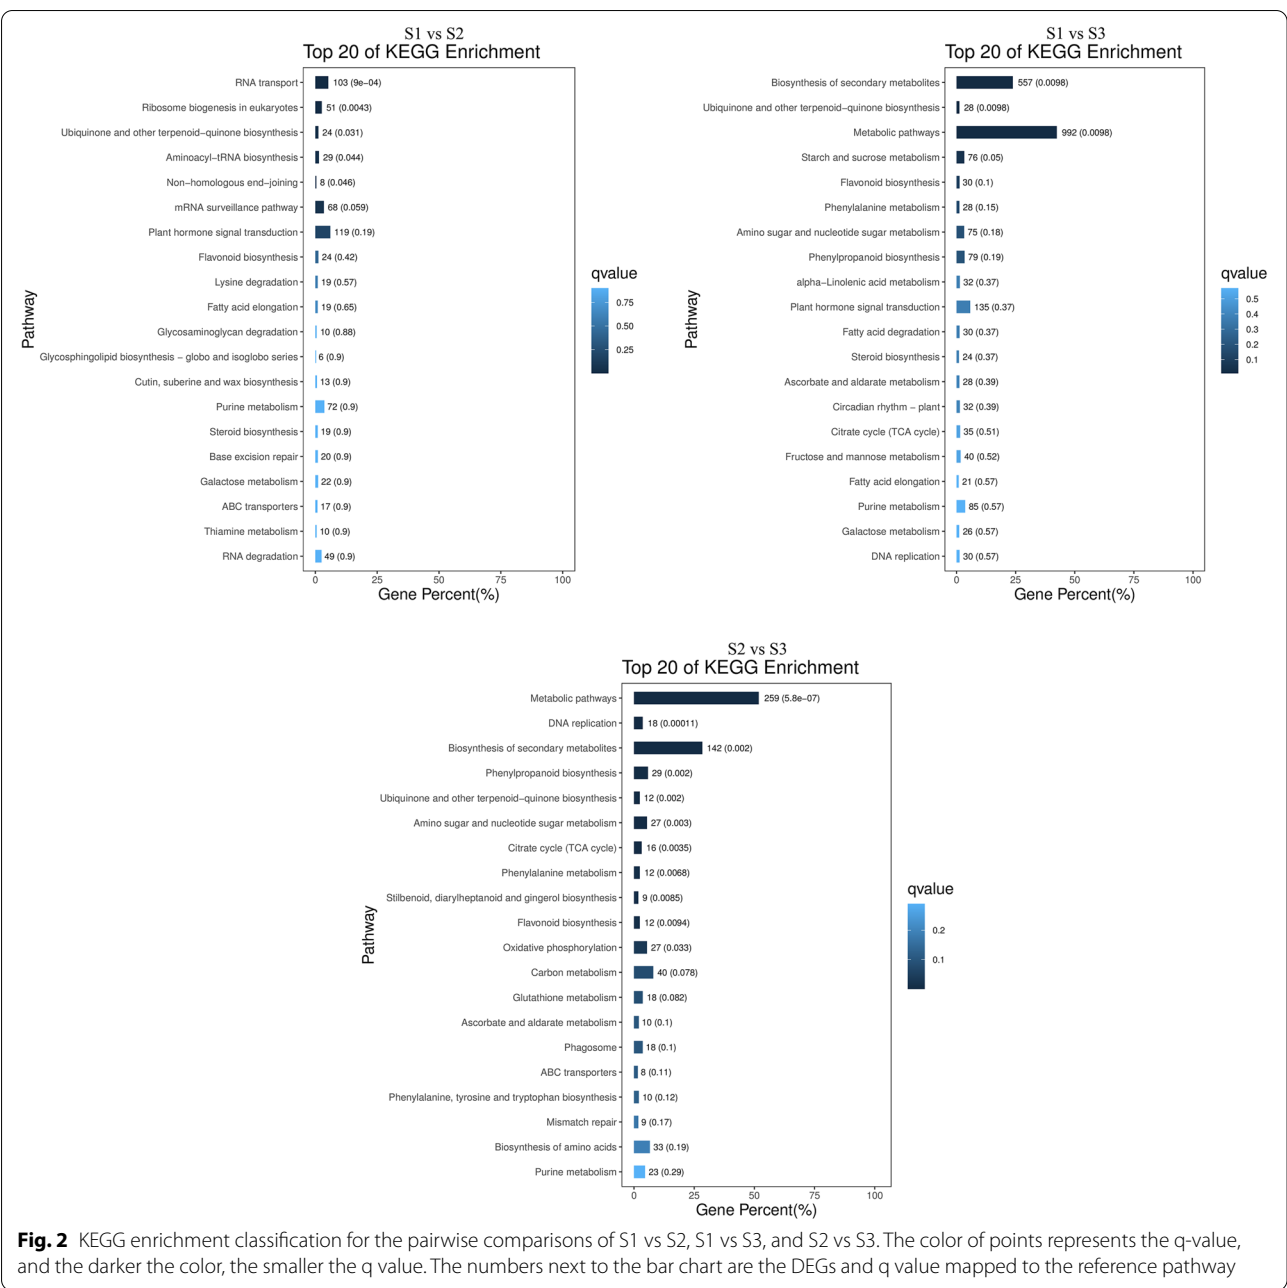 S1 vs S2
Top 20 of KEGG Enrichment
Pathway
RNA transport 103 (9e−04)
Ribosome biogenesis in eukaryotes 51 (0.0043)
Ubiquinone and other terpenoid−quinone biosynthesis 24 (0.031)
Aminoacyl−tRNA biosynthesis 29 (0.044)
Non−homologous end−joining 8 (0.046)
mRNA surveillance pathway 68 (0.059)
Plant hormone signal transduction 119 (0.19)
Flavonoid biosynthesis 24 (0.42)
Lysine degradation 19 (0.57)
Fatty acid elongation 19 (0.65)
Glycosaminoglycan degradation 10 (0.88)
Glycosphingolipid biosynthesis − globo and isoglobo series 6 (0.9)
Cutin, suberine and wax biosynthesis 13 (0.9)
Purine metabolism 72 (0.9)
Steroid biosynthesis 19 (0.9)
Base excision repair 20 (0.9)
Galactose metabolism 22 (0.9)
ABC transporters 17 (0.9)
Thiamine metabolism 10 (0.9)
RNA degradation 49 (0.9)
0 25 50 75 100
Gene Percent(%)
qvalue
0.75
0.50
0.25
S1 vs S3
Top 20 of KEGG Enrichment
Pathway
Biosynthesis of secondary metabolites 557 (0.0098)
Ubiquinone and other terpenoid−quinone biosynthesis 28 (0.0098)
Metabolic pathways 992 (0.0098)
Starch and sucrose metabolism 76 (0.05)
Flavonoid biosynthesis 30 (0.1)
Phenylalanine metabolism 28 (0.15)
Amino sugar and nucleotide sugar metabolism 75 (0.18)
Phenylpropanoid biosynthesis 79 (0.19)
alpha−Linolenic acid metabolism 32 (0.37)
Plant hormone signal transduction 135 (0.37)
Fatty acid degradation 30 (0.37)
Steroid biosynthesis 24 (0.37)
Ascorbate and aldarate metabolism 28 (0.39)
Circadian rhythm − plant 32 (0.39)
Citrate cycle (TCA cycle) 35 (0.51)
Fructose and mannose metabolism 40 (0.52)
Fatty acid elongation 21 (0.57)
Purine metabolism 85 (0.57)
Galactose metabolism 26 (0.57)
DNA replication 30 (0.57)
0 25 50 75 100
Gene Percent(%)
qvalue
0.5
0.4
0.3
0.2
0.1
S2 vs S3
Top 20 of KEGG Enrichment
Pathway
Metabolic pathways 259 (5.8e−07)
DNA replication 18 (0.00011)
Biosynthesis of secondary metabolites 142 (0.002)
Phenylpropanoid biosynthesis 29 (0.002)
Ubiquinone and other terpenoid−quinone biosynthesis 12 (0.002)
Amino sugar and nucleotide sugar metabolism 27 (0.003)
Citrate cycle (TCA cycle) 16 (0.0035)
Phenylalanine metabolism 12 (0.0068)
Stilbenoid, diarylheptanoid and gingerol biosynthesis 9 (0.0085)
Flavonoid biosynthesis 12 (0.0094)
Oxidative phosphorylation 27 (0.033)
Carbon metabolism 40 (0.078)
Glutathione metabolism 18 (0.082)
Ascorbate and aldarate metabolism 10 (0.1)
Phagosome 18 (0.1)
ABC transporters 8 (0.11)
Phenylalanine, tyrosine and tryptophan biosynthesis 10 (0.12)
Mismatch repair 9 (0.17)
Biosynthesis of amino acids 33 (0.19)
Purine metabolism 23 (0.29)
0 25 50 75 100
Gene Percent(%)
qvalue
0.2
0.1
Fig. 2 KEGG enrichment classification for the pairwise comparisons of S1 vs S2, S1 vs S3, and S2 vs S3. The color of points represents the q-value,
and the darker the color, the smaller the q value. The numbers next to the bar chart are the DEGs and q value mapped to the reference pathway